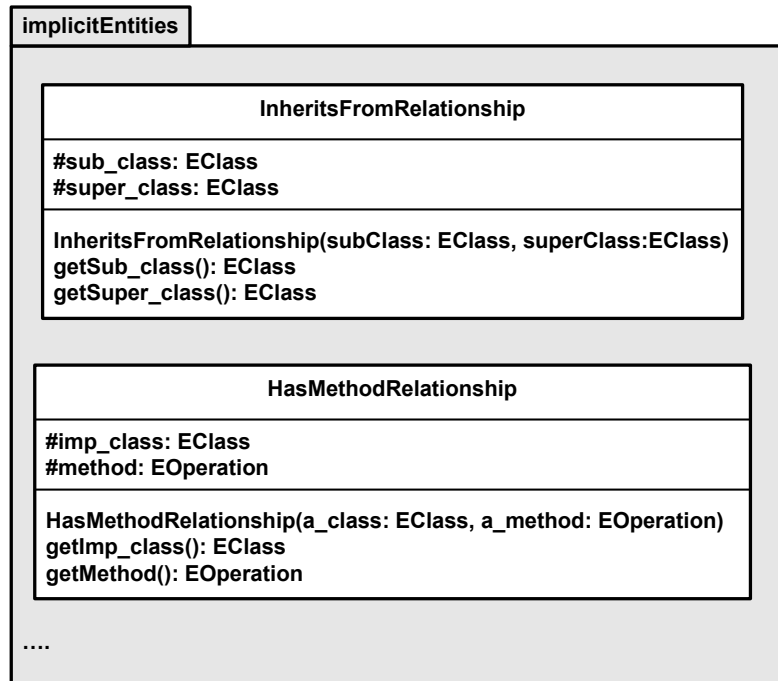 implicitEntities
InheritsFromRelationship
#sub_class: EClass
#super_class: EClass
InheritsFromRelationship(subClass: EClass, superClass:EClass)
getSub_class(): EClass
getSuper_class(): EClass
HasMethodRelationship
#imp_class: EClass
#method: EOperation
HasMethodRelationship(a_class: EClass, a_method: EOperation)
getImp_class(): EClass
getMethod(): EOperation
....